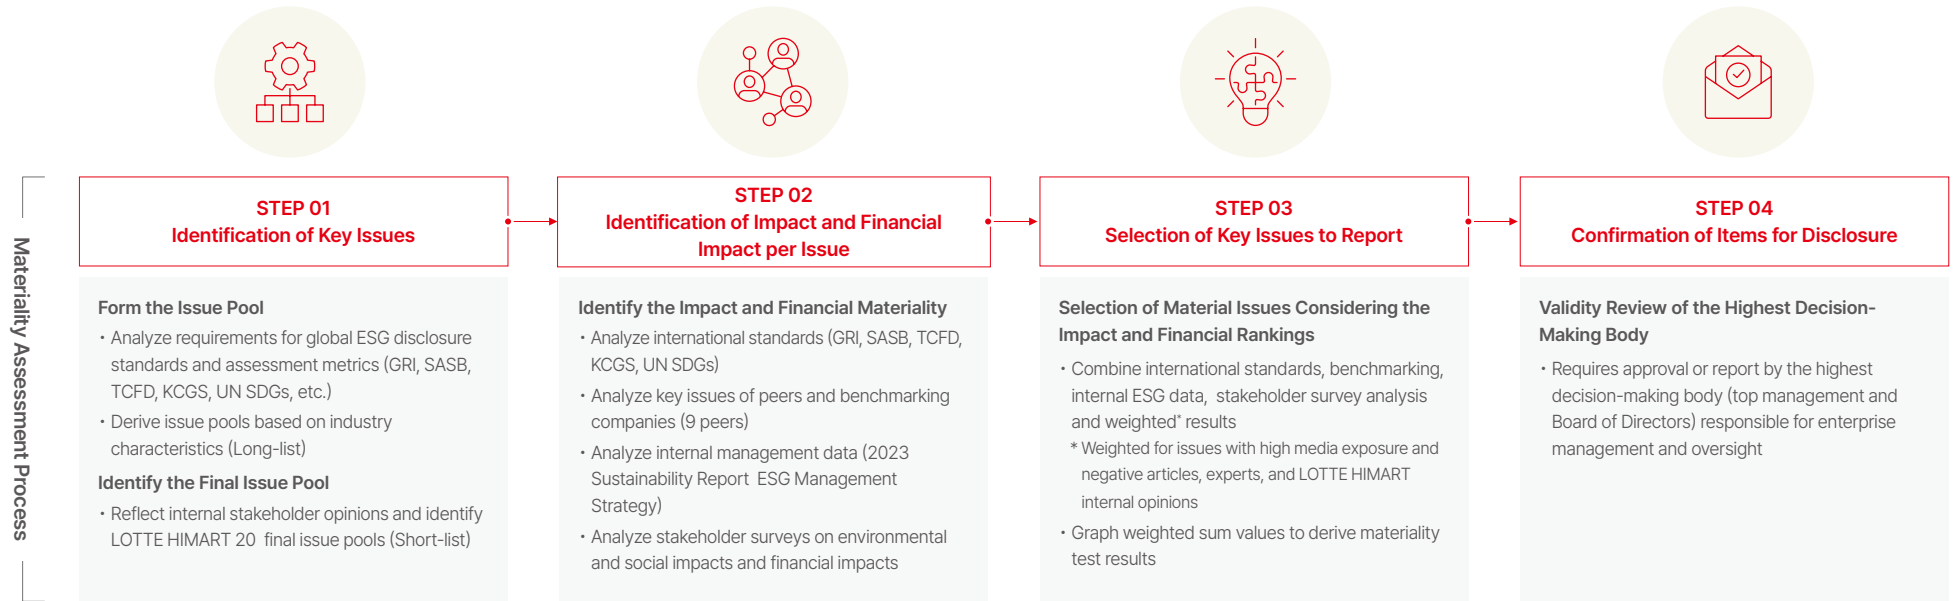 Materiality Assessment Process
STEP 01
Identification of Key Issues
Form the Issue Pool
• Analyze requirements for global ESG disclosure
standards and assessment metrics (GRI, SASB,
TCFD, KCGS, UN SDGs, etc.)
• Derive issue pools based on industry
characteristics (Long-list)
Identify the Final Issue Pool
• Reflect internal stakeholder opinions and identify
LOTTE HIMART 20 final issue pools (Short-list)
STEP 02
Identification of Impact and Financial
Impact per Issue
Identify the Impact and Financial Materiality
• Analyze international standards (GRI, SASB, TCFD,
KCGS, UN SDGs)
• Analyze key issues of peers and benchmarking
companies (9 peers)
• Analyze internal management data (2023
Sustainability Report ESG Management
Strategy)
• Analyze stakeholder surveys on environmental
and social impacts and financial impacts
STEP 03
Selection of Key Issues to Report
Selection of Material Issues Considering the
Impact and Financial Rankings
• Combine international standards, benchmarking,
internal ESG data, stakeholder survey analysis
and weighted* results
* Weighted for issues with high media exposure and
negative articles, experts, and LOTTE HIMART
internal opinions
• Graph weighted sum values to derive materiality
test results
STEP 04
Confirmation of Items for Disclosure
Validity Review of the Highest Decision-
Making Body
• Requires approval or report by the highest
decision-making body (top management and
Board of Directors) responsible for enterprise
management and oversight